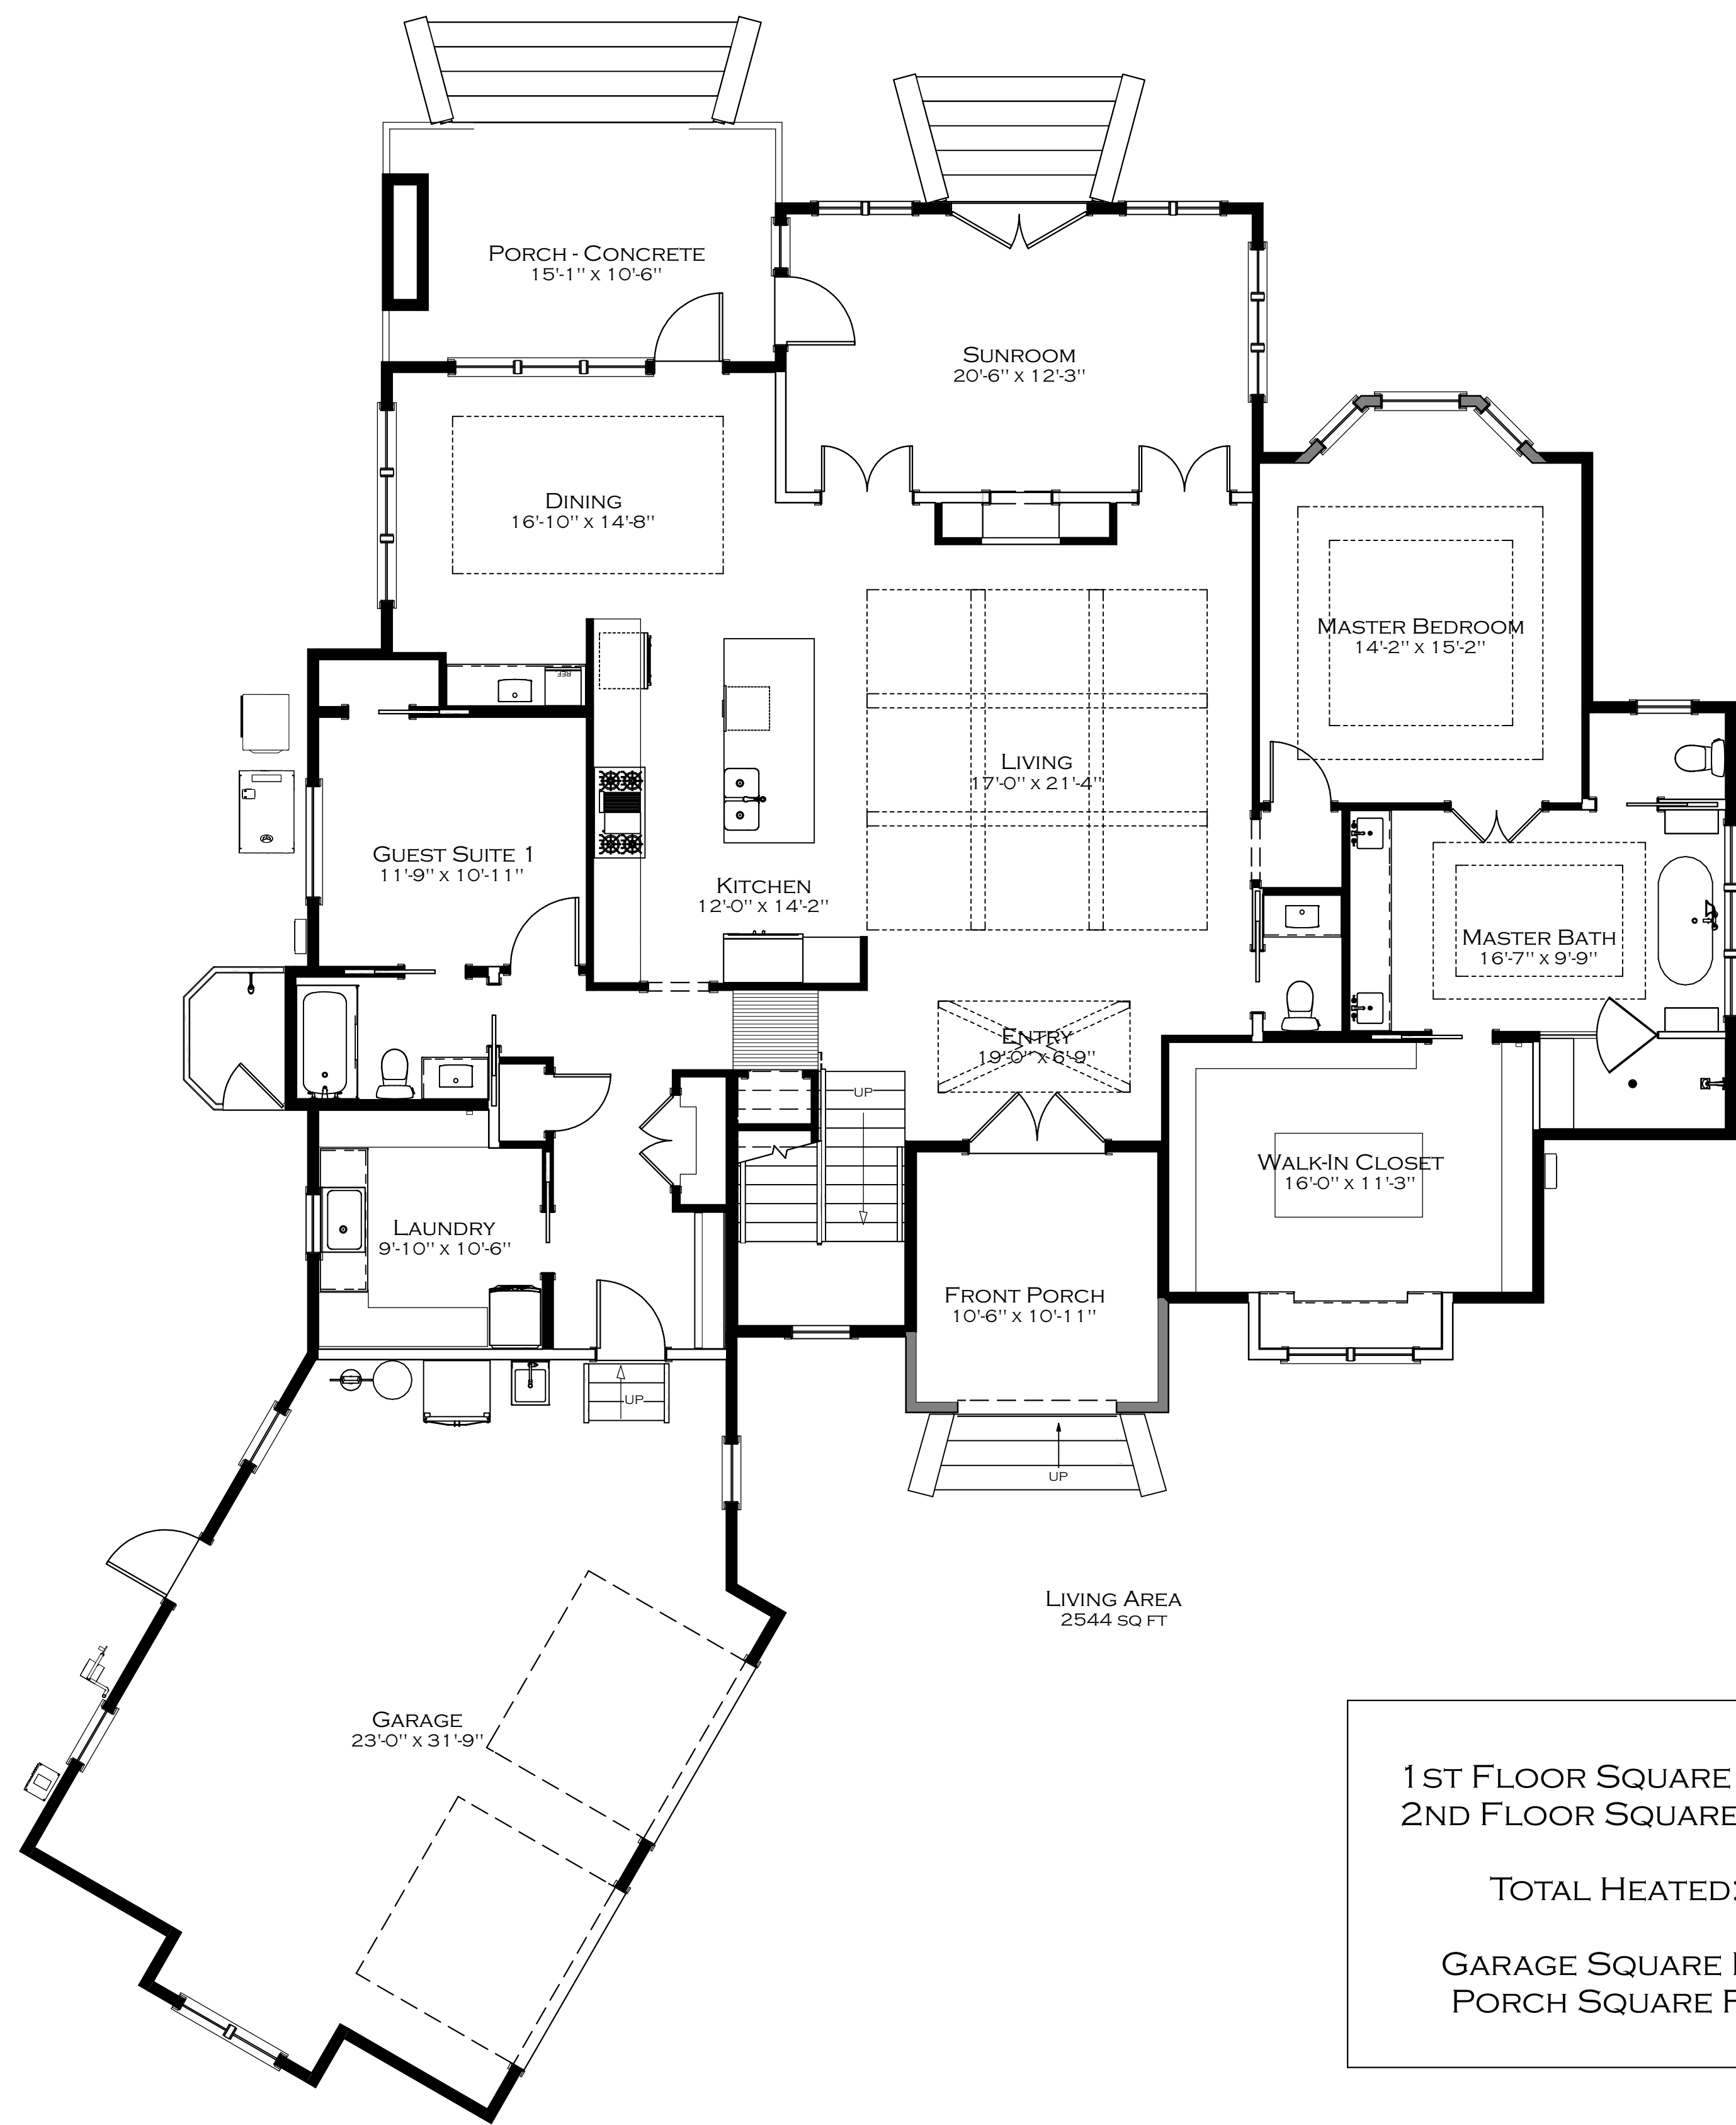 PORCH - CONCRETE
15'-1" X 10'-6"
SUNROOM
20'-6" X 12'-3"
DINING
16'-10" X 14'-8"
MASTER BEDROOM
14'-2" X 15'-2"
REF
LIVING
17'-0" X 21'-4"
GUEST SUITE 1
11'-9" X 10'-11"
KITCHEN
12'-0" X 14'-2"
MASTER BATH
16'-7" X 9'-9"
ENTRY
19'-0" X 6'-9"
UP
WALK-IN CLOSET
16'-0" X 11'-3"
LAUNDRY
9'-10" X 10'-6"
FRONT PORCH
10'-6" X 10'-11"
UP
UP
LIVING AREA
2544 SQ FT
GARAGE
23'-0" X 31'-9"
1ST FLOOR SQUARE
2ND FLOOR SQUARE
TOTAL HEATED:
GARAGE SQUARE
PORCH SQUARE